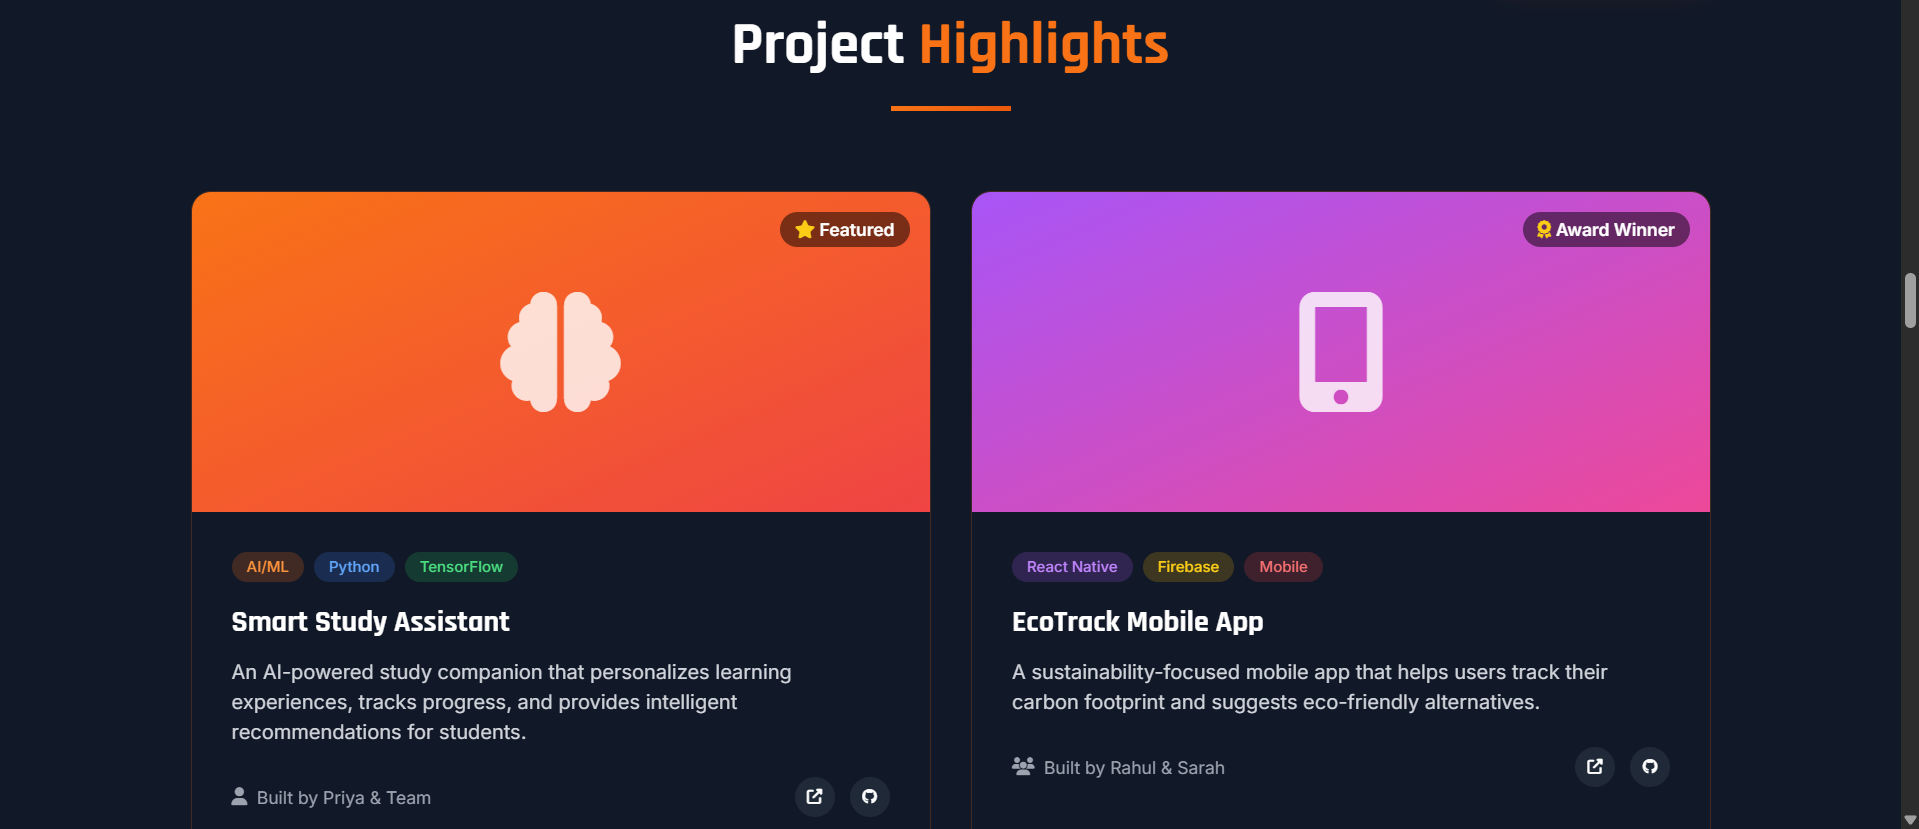 Project Highlights
Featured
AI/ML
Python
TensorFlow
Smart Study Assistant
An AI-powered study companion that personalizes learning
experiences, tracks progress, and provides intelligent
recommendations for students.
Built by Priya & Team
Award Winner
React Native
Firebase
Mobile
EcoTrack Mobile App
A sustainability-focused mobile app that helps users track their
carbon footprint and suggests eco-friendly alternatives.
Built by Rahul & Sarah